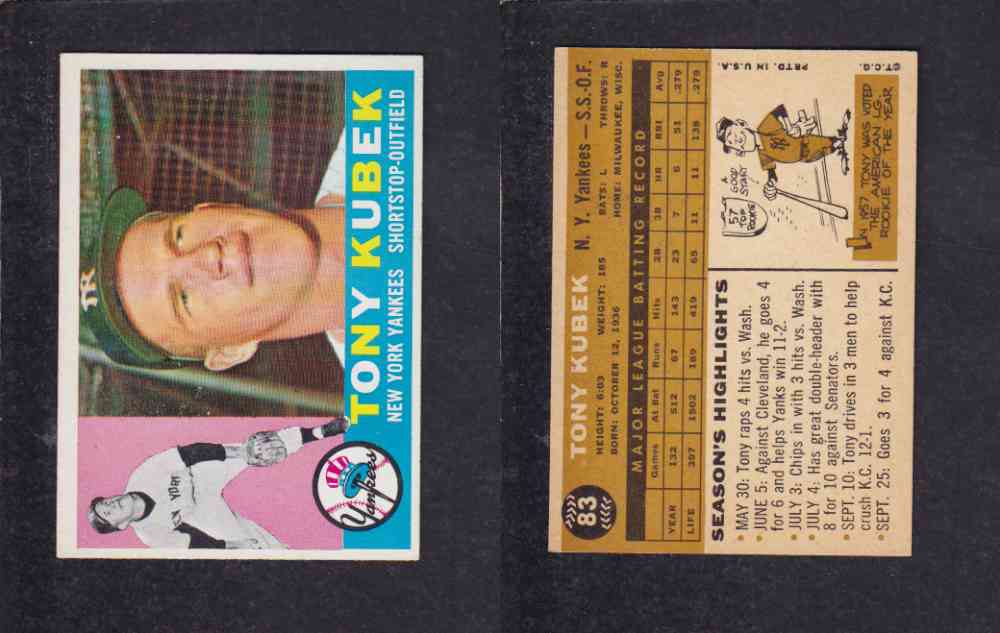 NY
NEW YORK
Yankees
TONY KUBEK
NEW YORK YANKEES SHORTSTOP-OUTFIELD
83
TONY KUBEK N. Y. Yankees—S.S.-O.F.
HEIGHT: 6:03 WEIGHT: 185 BATS: L THROWS: R
BORN: OCTOBER 12, 1936 HOME: MILWAUKEE, WISC.
MAJOR LEAGUE BATTING RECORD
Games At Bat Runs Hits 2B 3B HR RBI Avg
YEAR 132 512 67 143 23 7 6 51 .279
LIFE 397 1502 189 419 65 11 11 138 .279
SEASON'S HIGHLIGHTS
• MAY 30: Tony raps 4 hits vs. Wash.
• JUNE 5: Against Cleveland, he goes 4
for 6 and helps Yanks win 11-2.
• JULY 3: Chips in with 3 hits vs. Wash.
• JULY 4: Has great double-header with
8 for 10 against Senators.
• SEPT. 10: Tony drives in 3 men to help
crush K.C. 12-1.
• SEPT. 25: Goes 3 for 4 against K.C.
57
TOP
ROOKIE
A
GOOD
START
NY
IN 1957 TONY WAS VOTED
THE AMERICAN LG.
ROOKIE OF THE YEAR
©T.C.G. PRTD. IN U.S.A.